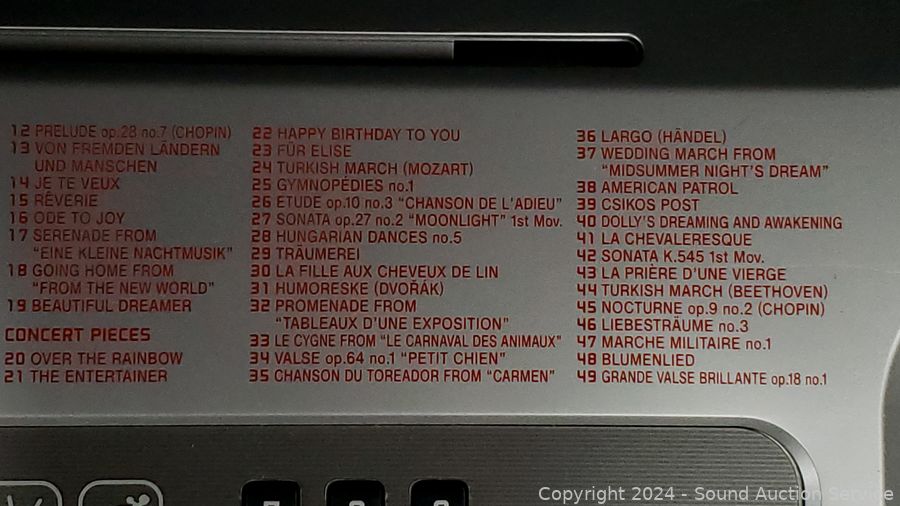 12 PRELUDE op.28 no.7 (CHOPIN)
13 VON FREMDEN LÄNDERN
UND MANSCHEN
14 JE TE VEUX
15 RÊVERIE
16 ODE TO JOY
17 SERENADE FROM
“EINE KLEINE NACHTMUSIK”
18 GOING HOME FROM
“FROM THE NEW WORLD”
19 BEAUTIFUL DREAMER
CONCERT PIECES
20 OVER THE RAINBOW
21 THE ENTERTAINER
22 HAPPY BIRTHDAY TO YOU
23 FÜR ELISE
24 TURKISH MARCH (MOZART)
25 GYMNOPÉDIES no.1
26 ETUDE op.10 no.3 “CHANSON DE L’ADIEU”
27 SONATA op.27 no.2 “MOONLIGHT” 1st Mov.
28 HUNGARIAN DANCES no.5
29 TRÄUMEREI
30 LA FILLE AUX CHEVEUX DE LIN
31 HUMORESKE (DVOŘÁK)
32 PROMENADE FROM
“TABLEAUX D’UNE EXPOSITION”
33 LE CYGNE FROM “LE CARNAVAL DES ANIMAUX”
34 VALSE op.64 no.1 “PETIT CHIEN”
35 CHANSON DU TOREADOR FROM “CARMEN”
36 LARGO (HÄNDEL)
37 WEDDING MARCH FROM
“MIDSUMMER NIGHT’S DREAM”
38 AMERICAN PATROL
39 CSIKOS POST
40 DOLLY’S DREAMING AND AWAKENING
41 LA CHEVALERESQUE
42 SONATA K.545 1st Mov.
43 LA PRIÈRE D’UNE VIERGE
44 TURKISH MARCH (BEETHOVEN)
45 NOCTURNE op.9 no.2 (CHOPIN)
46 LIEBESTRÄUME no.3
47 MARCHE MILITAIRE no.1
48 BLUMENLIED
49 GRANDE VALSE BRILLANTE op.18 no.1
Copyright 2024 - Sound Auction Service